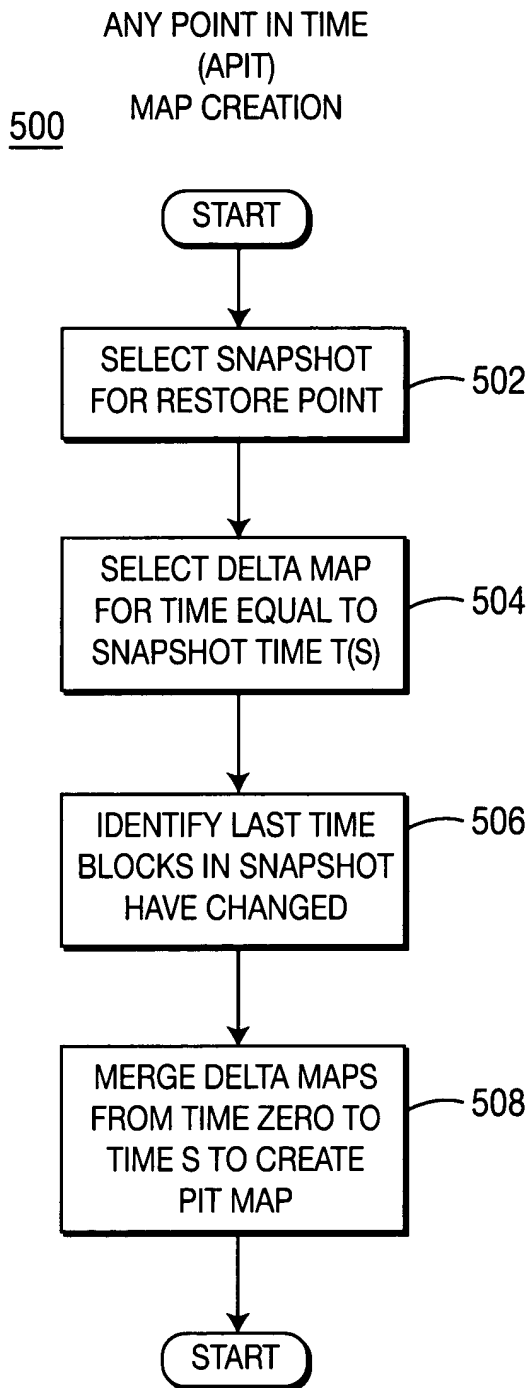 ANY POINT IN TIME
(APIT)
MAP CREATION
500
START
SELECT SNAPSHOT
FOR RESTORE POINT
502
SELECT DELTA MAP
FOR TIME EQUAL TO
SNAPSHOT TIME T(S)
504
IDENTIFY LAST TIME
BLOCKS IN SNAPSHOT
HAVE CHANGED
506
MERGE DELTA MAPS
FROM TIME ZERO TO
TIME S TO CREATE
PIT MAP
508
START